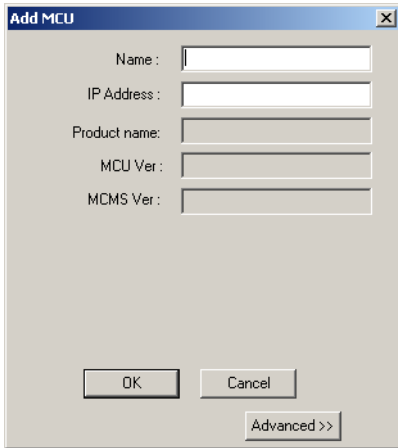 Add MCU
Name :
IP Address :
Product name:
MCU Ver :
MCMS Ver :
OK Cancel
Advanced >>